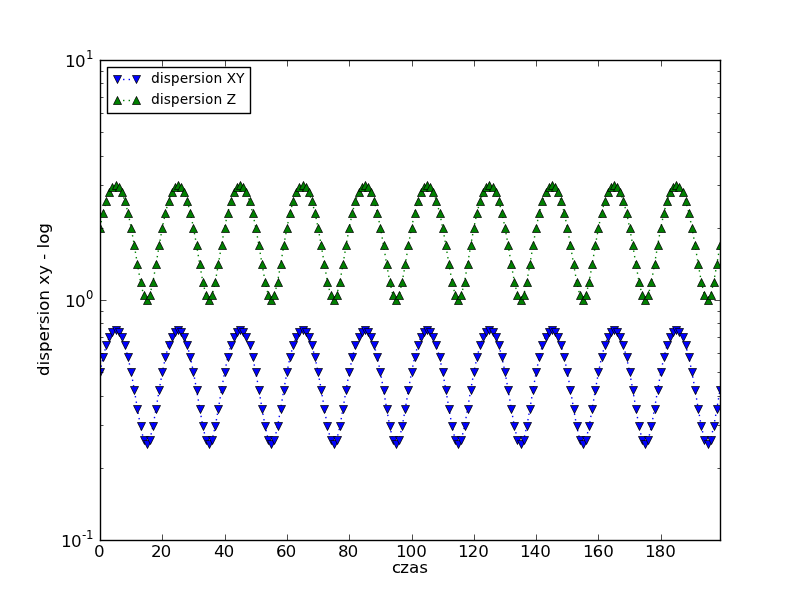 10^1
dispersion XY
dispersion Z
10^0
dispersion xy - log
10^-1
0 20 40 60 80 100 120 140 160 180
czas